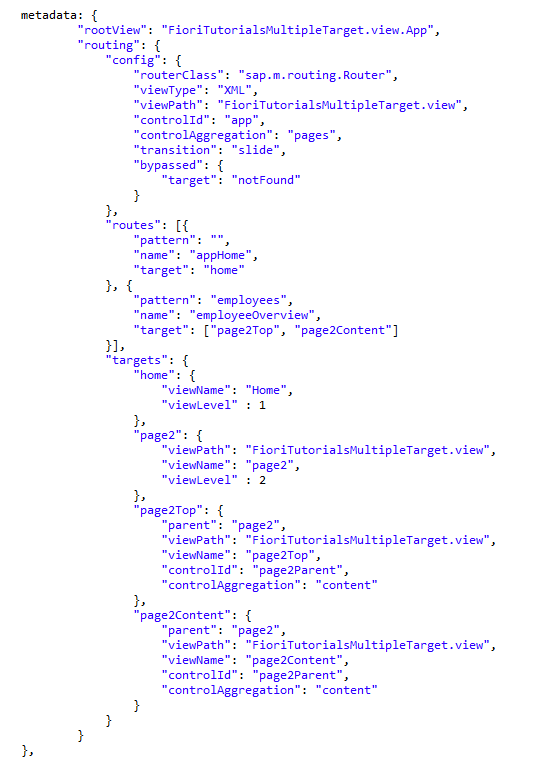 metadata: {
"rootView": "FioriTutorialsMultipleTarget.view.App",
"routing": {
"config": {
"routerClass": "sap.m.routing.Router",
"viewType": "XML",
"viewPath": "FioriTutorialsMultipleTarget.view",
"controlId": "app",
"controlAggregation": "pages",
"transition": "slide",
"bypassed": {
"target": "notFound"
}
},
"routes": [{
"pattern": "",
"name": "appHome",
"target": "home"
}, {
"pattern": "employees",
"name": "employeeOverview",
"target": ["page2Top", "page2Content"]
}],
"targets": {
"home": {
"viewName": "Home",
"viewLevel" : 1
},
"page2": {
"viewPath": "FioriTutorialsMultipleTarget.view",
"viewName": "page2",
"viewLevel" : 2
},
"page2Top": {
"parent": "page2",
"viewPath": "FioriTutorialsMultipleTarget.view",
"viewName": "page2Top",
"controlId": "page2Parent",
"controlAggregation": "content"
},
"page2Content": {
"parent": "page2",
"viewPath": "FioriTutorialsMultipleTarget.view",
"viewName": "page2Content",
"controlId": "page2Parent",
"controlAggregation": "content"
}
}
}
},